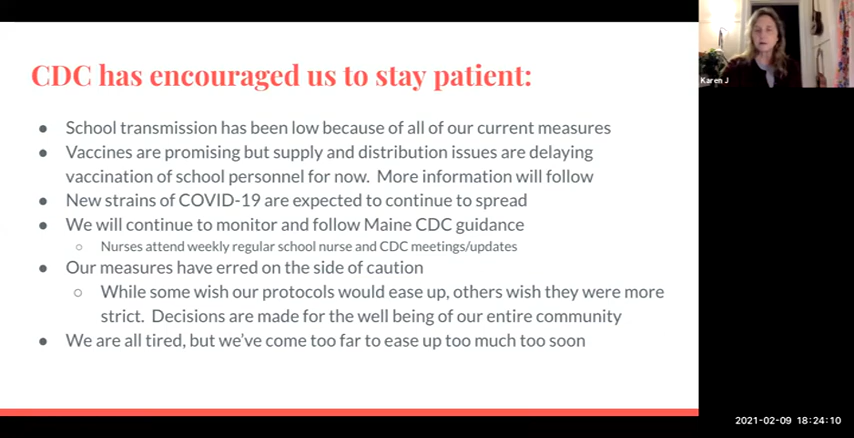 CDC has encouraged us to stay patient:
● School transmission has been low because of all of our current measures
● Vaccines are promising but supply and distribution issues are delaying
vaccination of school personnel for now. More information will follow
● New strains of COVID-19 are expected to continue to spread
● We will continue to monitor and follow Maine CDC guidance
○ Nurses attend weekly regular school nurse and CDC meetings/updates
● Our measures have erred on the side of caution
○ While some wish our protocols would ease up, others wish they were more
strict. Decisions are made for the well being of our entire community
● We are all tired, but we've come too far to ease up too much too soon
Karen J
2021-02-09 18:24:10